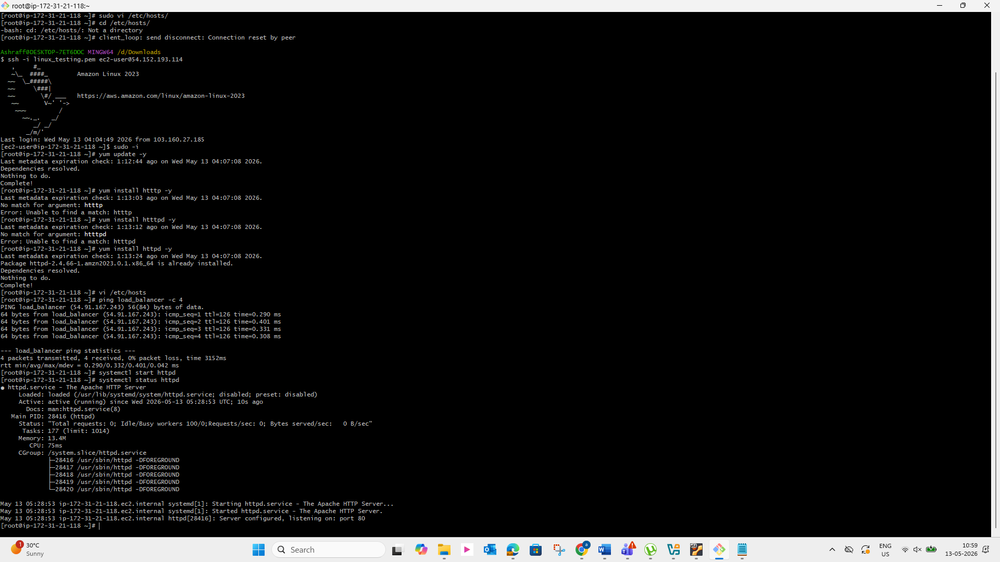 root@ip-172-31-21-118:~
[root@ip-172-31-21-118 ~]# sudo vi /etc/hosts/
[root@ip-172-31-21-118 ~]# cd /etc/hosts/
-bash: cd: /etc/hosts/: Not a directory
[root@ip-172-31-21-118 ~]# client_loop: send disconnect: Connection reset by peer
Ashraff@DESKTOP-7ET6DOC MINGW64 /d/Downloads
$ ssh -i linux_testing.pem ec2-user@54.152.193.114
   ,     #_
   ~\_  ####_        Amazon Linux 2023
  ~~  \_#####\
  ~~     \###|
  ~~       \#/ ___   https://aws.amazon.com/linux/amazon-linux-2023
   ~~       V~' '->
    ~~~         /
      ~~._.   _/
         _/ _/
       _/m/'
Last login: Wed May 13 04:04:49 2026 from 103.160.27.185
[ec2-user@ip-172-31-21-118 ~]$ sudo -i
[root@ip-172-31-21-118 ~]# yum update -y
Last metadata expiration check: 1:12:44 ago on Wed May 13 04:07:08 2026.
Dependencies resolved.
Nothing to do.
Complete!
[root@ip-172-31-21-118 ~]# yum install htttp -y
Last metadata expiration check: 1:13:03 ago on Wed May 13 04:07:08 2026.
No match for argument: htttp
Error: Unable to find a match: htttp
[root@ip-172-31-21-118 ~]# yum install htttpd -y
Last metadata expiration check: 1:13:12 ago on Wed May 13 04:07:08 2026.
No match for argument: htttpd
Error: Unable to find a match: htttpd
[root@ip-172-31-21-118 ~]# yum install httpd -y
Last metadata expiration check: 1:13:24 ago on Wed May 13 04:07:08 2026.
Package httpd-2.4.66-1.amzn2023.0.1.x86_64 is already installed.
Dependencies resolved.
Nothing to do.
Complete!
[root@ip-172-31-21-118 ~]# vi /etc/hosts
[root@ip-172-31-21-118 ~]# ping load_balancer -c 4
PING load_balancer (54.91.167.243) 56(84) bytes of data.
64 bytes from load_balancer (54.91.167.243): icmp_seq=1 ttl=126 time=0.290 ms
64 bytes from load_balancer (54.91.167.243): icmp_seq=2 ttl=126 time=0.401 ms
64 bytes from load_balancer (54.91.167.243): icmp_seq=3 ttl=126 time=0.331 ms
64 bytes from load_balancer (54.91.167.243): icmp_seq=4 ttl=126 time=0.308 ms
--- load_balancer ping statistics ---
4 packets transmitted, 4 received, 0% packet loss, time 3152ms
rtt min/avg/max/mdev = 0.290/0.332/0.401/0.042 ms
[root@ip-172-31-21-118 ~]# systemctl start httpd
[root@ip-172-31-21-118 ~]# systemctl status httpd
● httpd.service - The Apache HTTP Server
     Loaded: loaded (/usr/lib/systemd/system/httpd.service; disabled; preset: disabled)
     Active: active (running) since Wed 2026-05-13 05:28:53 UTC; 10s ago
       Docs: man:httpd.service(8)
   Main PID: 28416 (httpd)
     Status: "Total requests: 0; Idle/Busy workers 100/0;Requests/sec: 0; Bytes served/sec:   0 B/sec"
      Tasks: 177 (limit: 1014)
     Memory: 13.4M
        CPU: 75ms
     CGroup: /system.slice/httpd.service
             ├─28416 /usr/sbin/httpd -DFOREGROUND
             ├─28417 /usr/sbin/httpd -DFOREGROUND
             ├─28418 /usr/sbin/httpd -DFOREGROUND
             ├─28419 /usr/sbin/httpd -DFOREGROUND
             └─28420 /usr/sbin/httpd -DFOREGROUND
May 13 05:28:53 ip-172-31-21-118.ec2.internal systemd[1]: Starting httpd.service - The Apache HTTP Server...
May 13 05:28:53 ip-172-31-21-118.ec2.internal systemd[1]: Started httpd.service - The Apache HTTP Server.
May 13 05:28:53 ip-172-31-21-118.ec2.internal httpd[28416]: Server configured, listening on: port 80
[root@ip-172-31-21-118 ~]#
1
30°C
Sunny
Search
a
ENG
US
10:59
13-05-2026